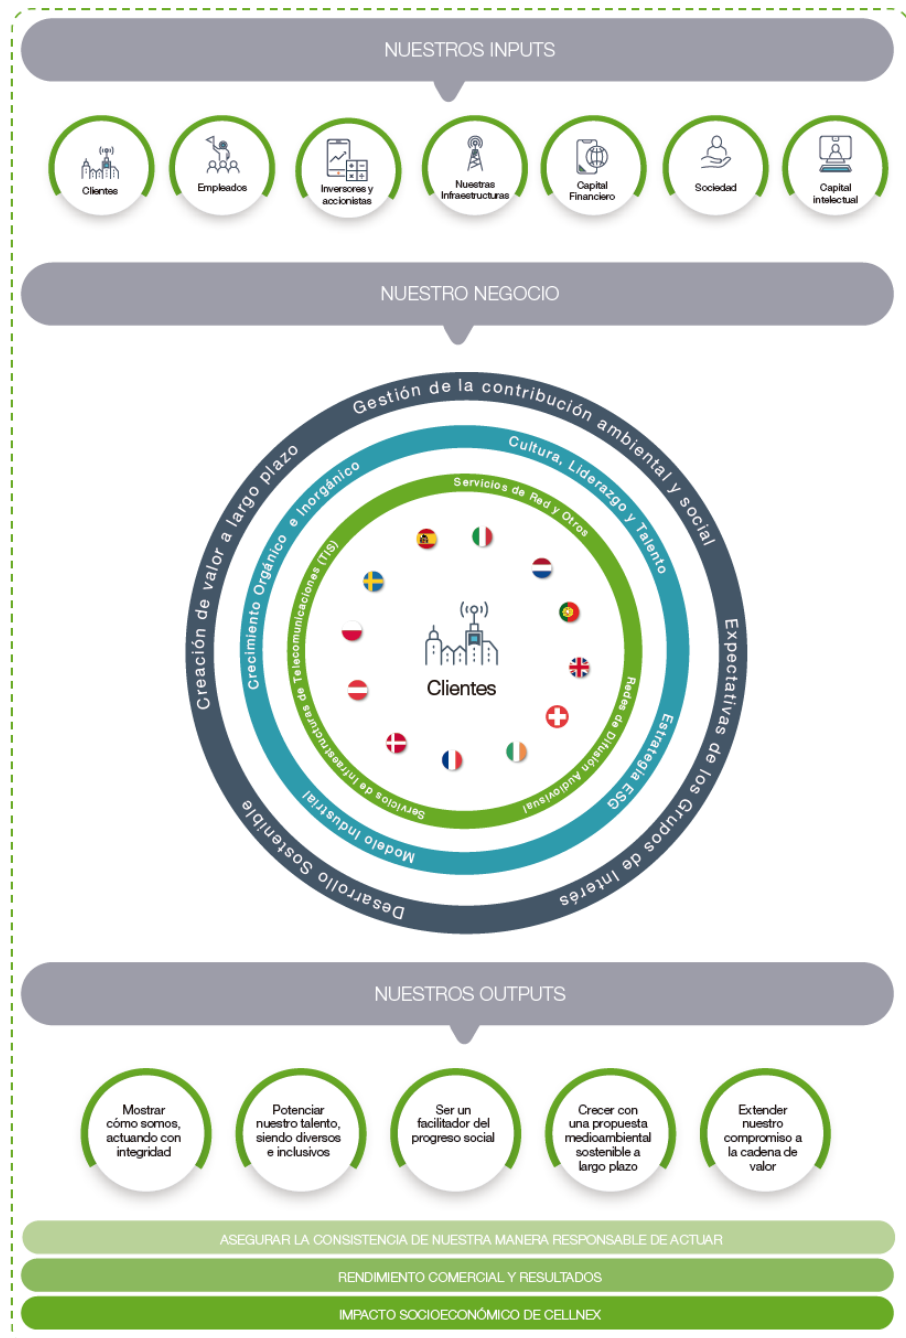 NUESTROS INPUTS
Clientes
Empleados
Inversores y
accionistas
Nuestras
Infraestructuras
Capital
Financiero
Sociedad
Capital
intelectual
NUESTRO NEGOCIO
Creación de valor a largo plazo
Gestión de la contribución ambiental y social
Expectativas de los Grupos de Interés
Desarrollo Sostenible
Crecimiento Orgánico e Inorgánico
Cultura, Liderazgo y Talento
Estrategia ESG
Modelo Industrial
Servicios de Infraestructuras de Telecomunicaciones (TIS)
Servicios de Red y Otros
Redes de Difusión Audiovisual
Clientes
NUESTROS OUTPUTS
Mostrar
cómo somos,
actuando con
integridad
Potenciar
nuestro talento,
siendo diversos
e inclusivos
Ser un
facilitador del
progreso social
Crecer con
una propuesta
medioambiental
sostenible a
largo plazo
Extender
nuestro
compromiso a
la cadena de
valor
ASEGURAR LA CONSISTENCIA DE NUESTRA MANERA RESPONSABLE DE ACTUAR
RENDIMIENTO COMERCIAL Y RESULTADOS
IMPACTO SOCIOECONÓMICO DE CELLNEX